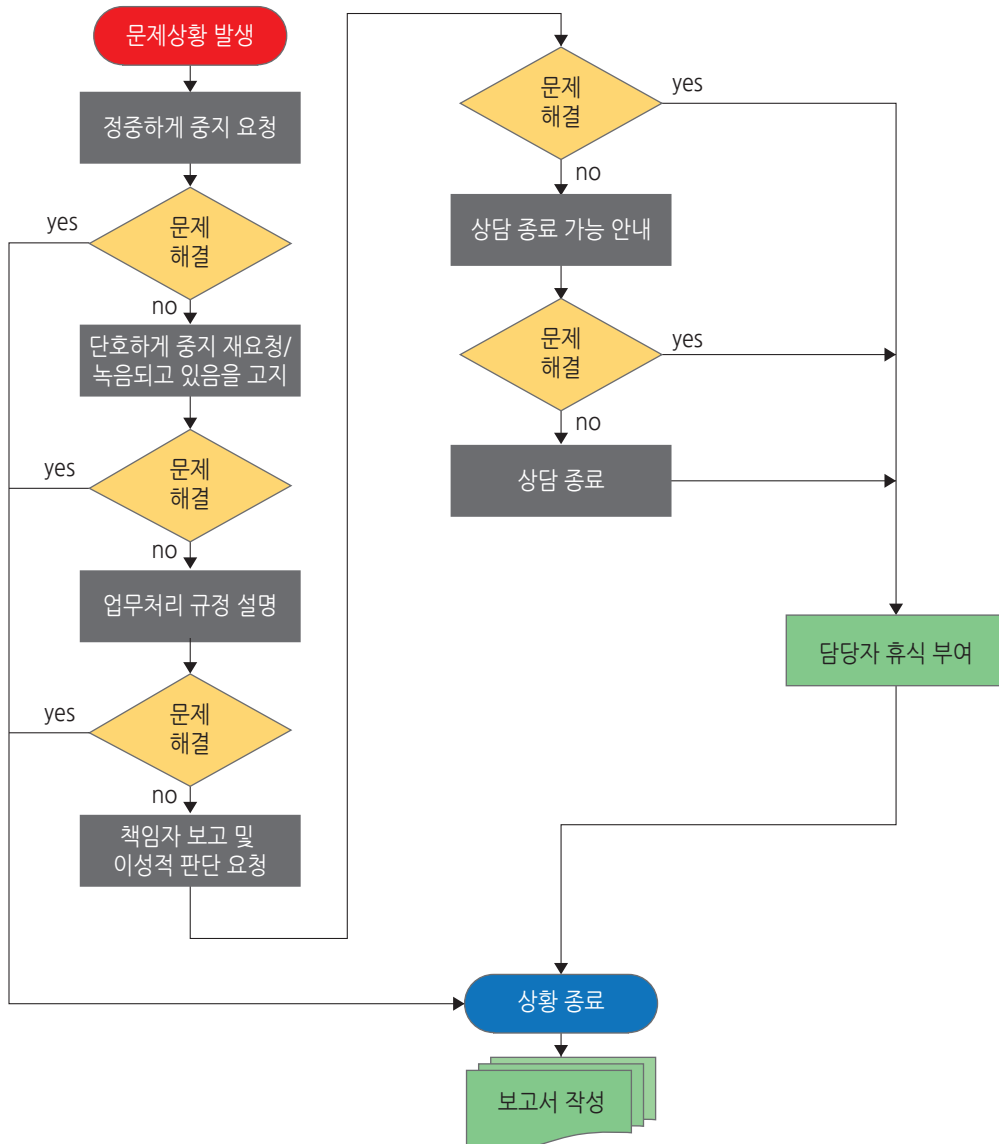 문제상황 발생
정중하게 중지 요청
문제
해결
yes
no
단호하게 중지 재요청/
녹음되고 있음을 고지
문제
해결
yes
no
업무처리 규정 설명
문제
해결
yes
no
책임자 보고 및
이성적 판단 요청
문제
해결
yes
no
상담 종료 가능 안내
문제
해결
yes
no
상담 종료
담당자 휴식 부여
상황 종료
보고서 작성